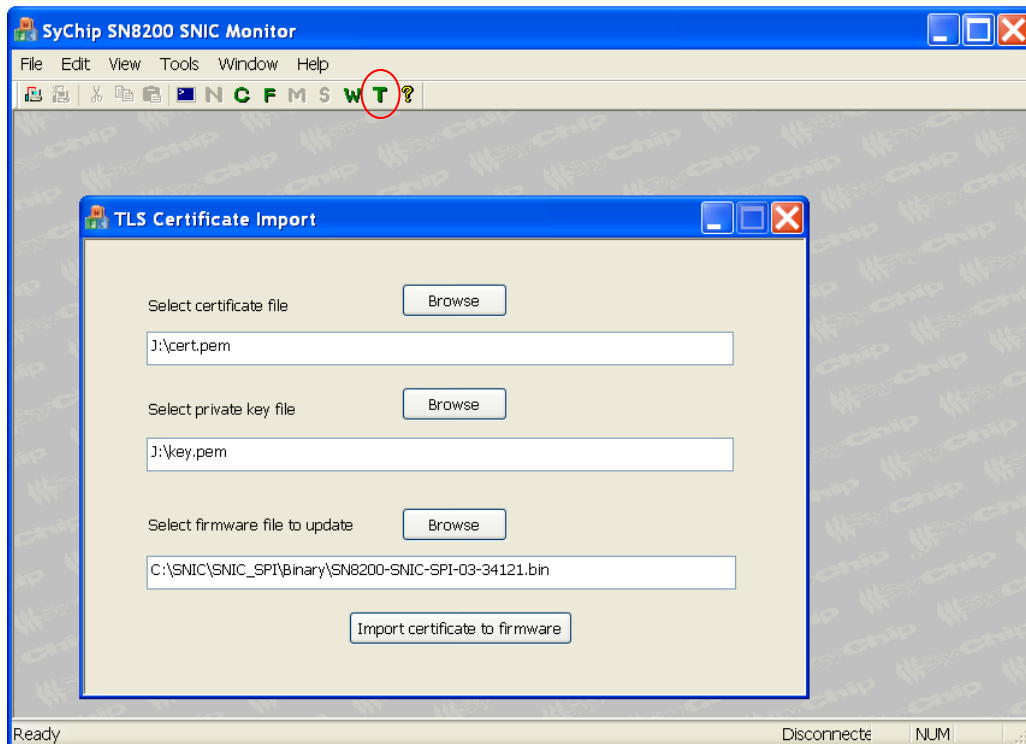 SyChip SN8200 SNIC Monitor
File Edit View Tools Window Help
N C F M S W T ?
TLS Certificate Import
Select certificate file Browse
J:\cert.pem
Select private key file Browse
J:\key.pem
Select firmware file to update Browse
C:\SNIC\SNIC_SPI\Binary\SN8200-SNIC-SPI-03-34121.bin
Import certificate to firmware
Ready Disconnecte NUM